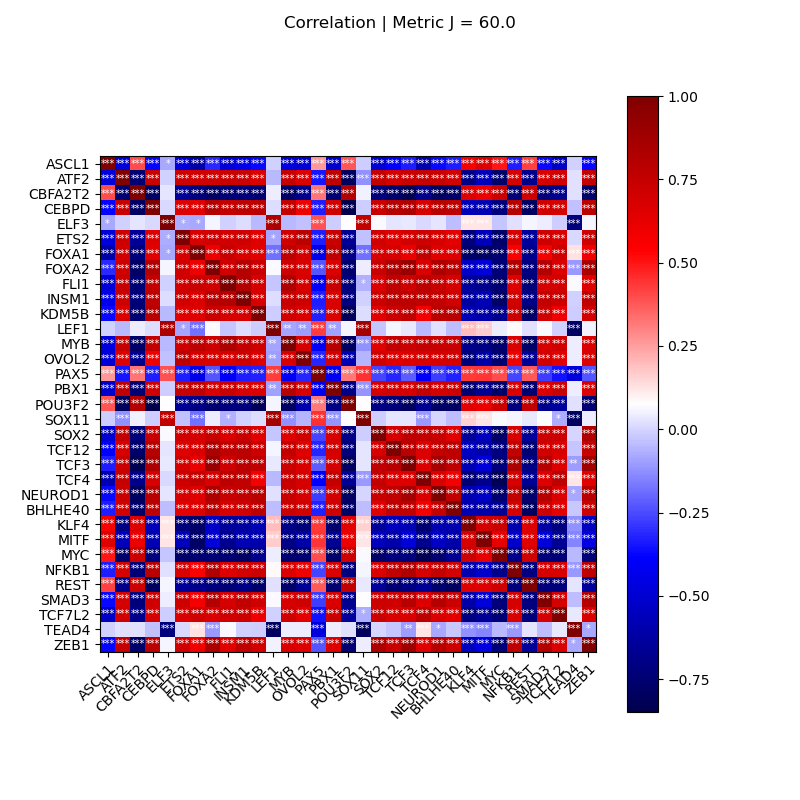 Correlation | Metric J = 60.0
ASCL1
ATF2
CBFA2T2
CEBPD
ELF3
ETS2
FOXA1
FOXA2
FLI1
INSM1
KDM5B
LEF1
MYB
OVOL2
PAX5
PBX1
POU3F2
SOX11
SOX2
TCF12
TCF3
TCF4
NEUROD1
BHLHE40
KLF4
MITF
MYC
NFKB1
REST
SMAD3
TCF7L2
TEAD4
ZEB1
ASCL1
ATF2
CBFA2T2
CEBPD
ELF3
ETS2
FOXA1
FOXA2
FLI1
INSM1
KDM5B
LEF1
MYB
OVOL2
PAX5
PBX1
POU3F2
SOX11
SOX2
TCF12
TCF3
TCF4
NEUROD1
BHLHE40
KLF4
MITF
MYC
NFKB1
REST
SMAD3
TCF7L2
TEAD4
ZEB1
1.00
0.75
0.50
0.25
0.00
−0.25
−0.50
−0.75